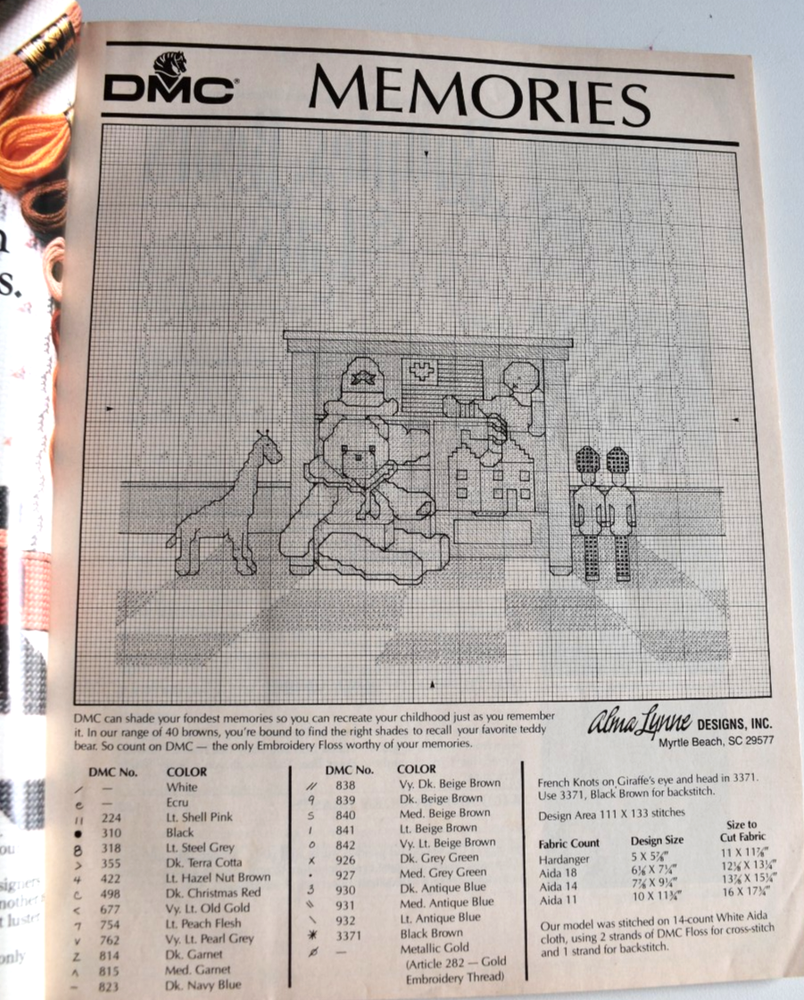 DMC®
MEMORIES
s.
DMC can shade your fondest memories so you can recreate your childhood just as you remember
it. In our range of 40 browns, you're bound to find the right shades to recall your favorite teddy
bear. So count on DMC — the only Embroidery Floss worthy of your memories.
Alma Lynne DESIGNS, INC.
Myrtle Beach, SC 29577
DMC No. COLOR
— White
— Ecru
224 Lt. Shell Pink
310 Black
318 Lt. Steel Grey
355 Dk. Terra Cotta
422 Lt. Hazel Nut Brown
498 Dk. Christmas Red
677 Vy. Lt. Old Gold
754 Lt. Peach Flesh
762 Vy. Lt. Pearl Grey
814 Dk. Garnet
815 Med. Garnet
823 Dk. Navy Blue
DMC No. COLOR
838 Vy. Dk. Beige Brown
839 Dk. Beige Brown
840 Med. Beige Brown
841 Lt. Beige Brown
842 Vy. Lt. Beige Brown
926 Dk. Grey Green
927 Med. Grey Green
930 Dk. Antique Blue
931 Med. Antique Blue
932 Lt. Antique Blue
3371 Black Brown
— Metallic Gold
(Article 282 — Gold
Embroidery Thread)
French Knots on Giraffe's eye and head in 3371.
Use 3371, Black Brown for backstitch.
Design Area 111 X 133 stitches
Fabric Count Design Size Size to Cut Fabric
Hardanger 5 X 5⅞" 11 X 11⅞"
Aida 18 6⅛ X 7¼" 12⅛ X 13¼"
Aida 14 7⅞ X 9¼" 13⅞ X 15¼"
Aida 11 10 X 11¾" 16 X 17¾"
Our model was stitched on 14-count White Aida
cloth, using 2 strands of DMC Floss for cross-stitch
and 1 strand for backstitch.